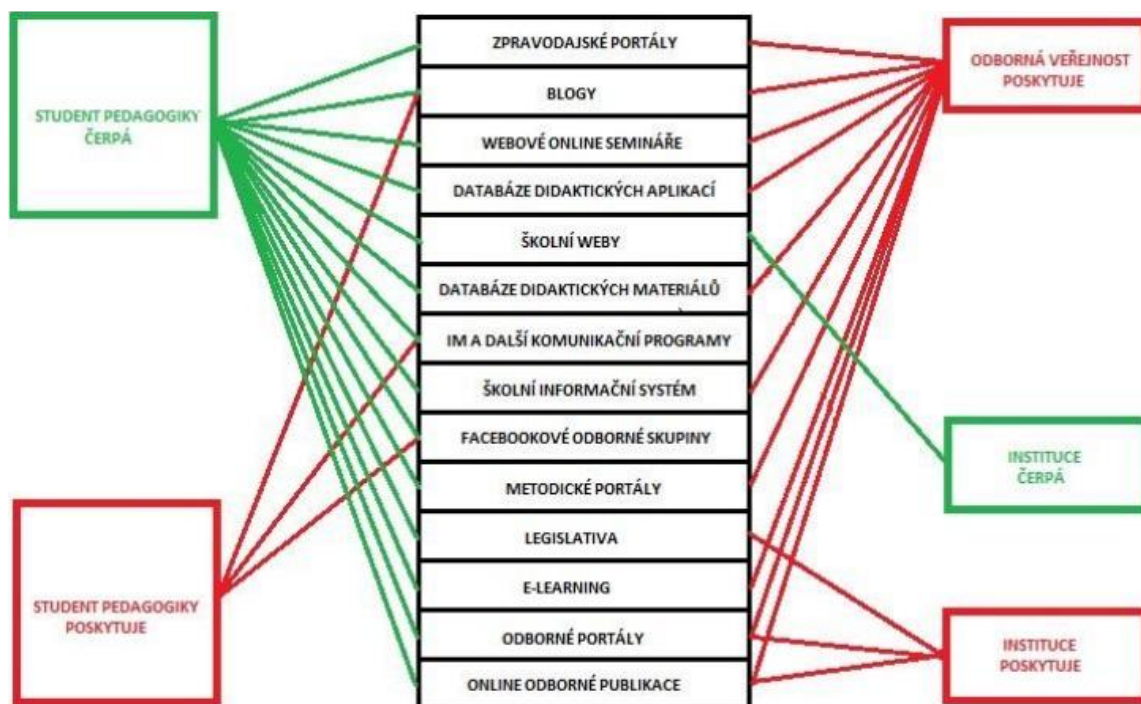 STUDENT PEDAGOGIKY
ČERPÁ
STUDENT PEDAGOGIKY
POSKYTUJE
ZPRAVODAJSKÉ PORTÁLY
BLOGY
WEBOVÉ ONLINE SEMINÁŘE
DATABÁZE DIDAKTICKÝCH APLIKACÍ
ŠKOLNÍ WEBY
DATABÁZE DIDAKTICKÝCH MATERIÁLŮ
IM A DALŠÍ KOMUNIKAČNÍ PROGRAMY
ŠKOLNÍ INFORMAČNÍ SYSTÉM
FACEBOOKOVÉ ODBORNÉ SKUPINY
METODICKÉ PORTÁLY
LEGISLATIVA
E-LEARNING
ODBORNÉ PORTÁLY
ONLINE ODBORNÉ PUBLIKACE
ODBORNÁ VEŘEJNOST
POSKYTUJE
INSTITUCE
ČERPÁ
INSTITUCE
POSKYTUJE